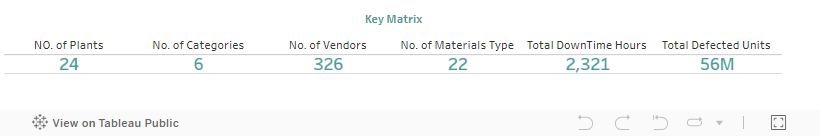 Key Matrix
NO. of Plants No. of Categories No. of Vendors No. of Materials Type Total DownTime Hours Total Defected Units
24 6 326 22 2,321 56M
View on Tableau Public